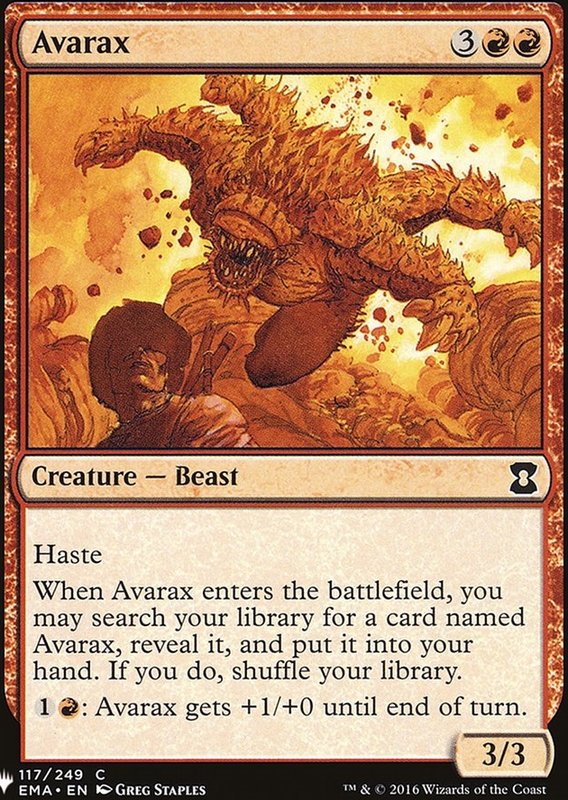 Avarax 3
Creature — Beast
Haste
When Avarax enters the battlefield, you
may search your library for a card named
Avarax, reveal it, and put it into your
hand. If you do, shuffle your library.
1 : Avarax gets +1/+0 until end of turn.
3/3
117/249 C
EMA • EN Greg Staples
™ & © 2016 Wizards of the Coast